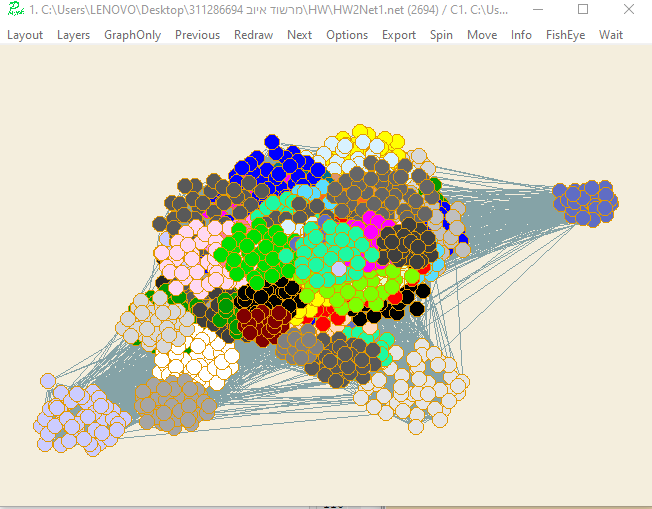 1. C:\Users\LENOVO\Desktop\311286694 מרשוד איוב\HW\HW2Net1.net (2694) / C1. C:\Us...
Layout Layers GraphOnly Previous Redraw Next Options Export Spin Move Info FishEye Wait